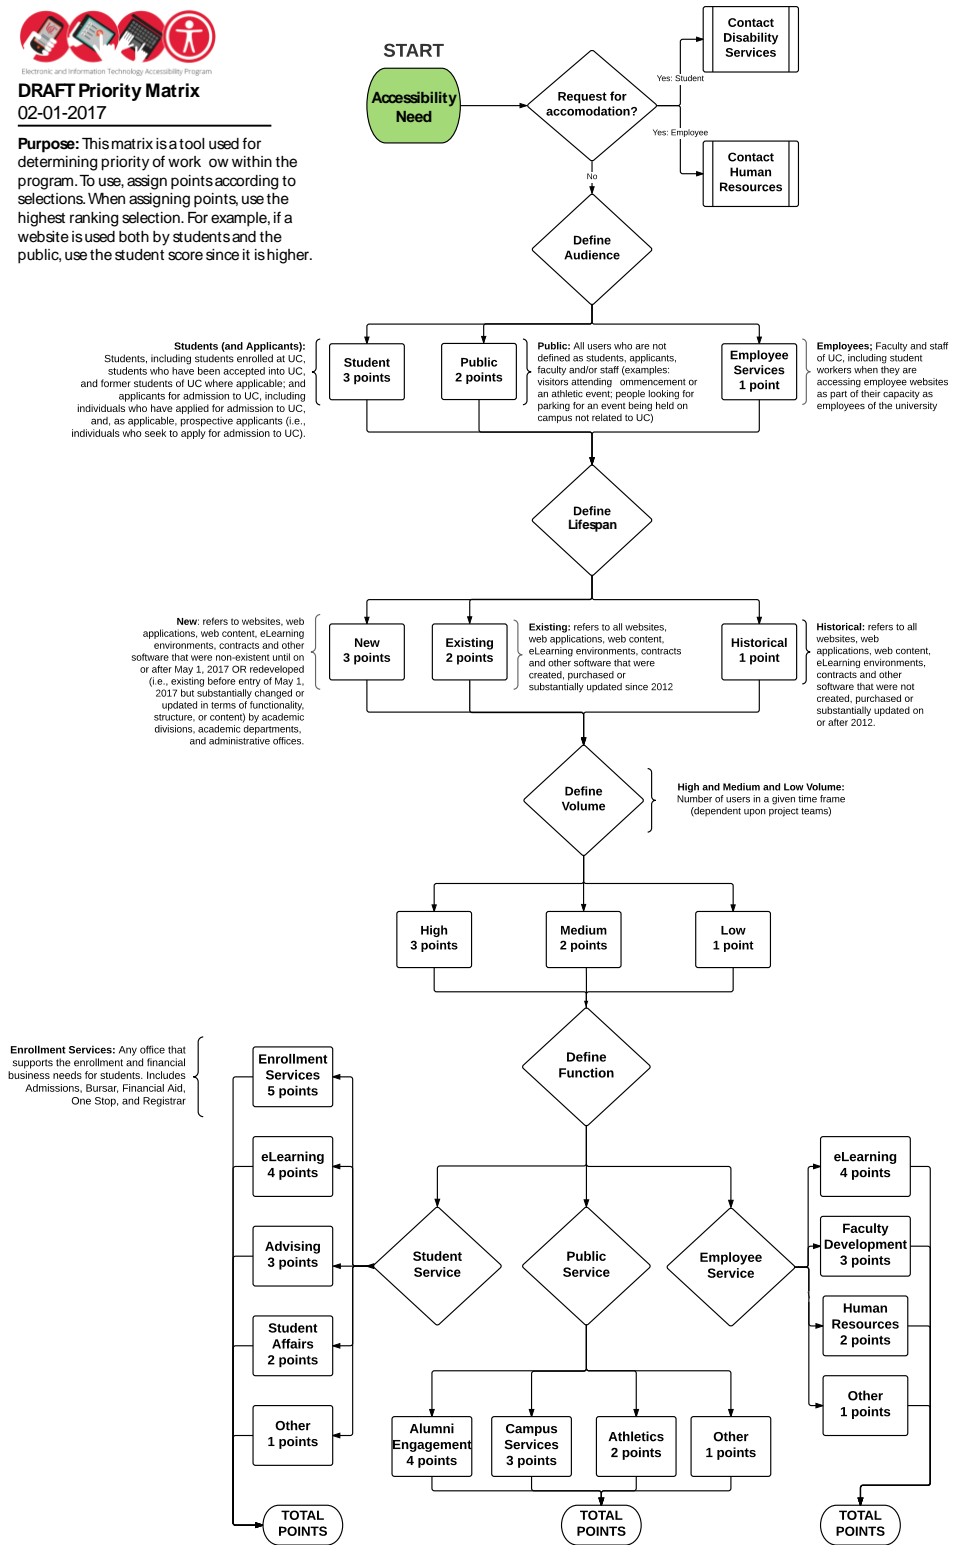 Electronic and Information Technology Accessibility Program
DRAFT Priority Matrix
02-01-2017
Purpose: This matrix is a tool used for
determining priority of work ow within the
program. To use, assign points according to
selections. When assigning points, use the
highest ranking selection. For example, if a
website is used both by students and the
public, use the student score since it is higher.
START
Accessibility
Need
Request for
accomodation?
Yes: Student
Contact
Disability
Services
Yes: Employee
Contact
Human
Resources
No
Define
Audience
Students (and Applicants):
Students, including students enrolled at UC,
students who have been accepted into UC,
and former students of UC where applicable; and
applicants for admission to UC, including
individuals who have applied for admission to UC,
and, as applicable, prospective applicants (i.e.,
individuals who seek to apply for admission to UC).
Student
3 points
Public
2 points
Public: All users who are not
defined as students, applicants,
faculty and/or staff (examples:
visitors attending ommencement or
an athletic event; people looking for
parking for an event being held on
campus not related to UC)
Employee
Services
1 point
Employees; Faculty and staff
of UC, including student
workers when they are
accessing employee websites
as part of their capacity as
employees of the university
Define
Lifespan
New: refers to websites, web
applications, web content, eLearning
environments, contracts and other
software that were non-existent until on
or after May 1, 2017 OR redeveloped
(i.e., existing before entry of May 1,
2017 but substantially changed or
updated in terms of functionality,
structure, or content) by academic
divisions, academic departments,
and administrative offices.
New
3 points
Existing
2 points
Existing: refers to all websites,
web applications, web content,
eLearning environments, contracts
and other software that were
created, purchased or
substantially updated since 2012
Historical
1 point
Historical: refers to all
websites, web
applications, web content,
eLearning environments,
contracts and other
software that were not
created, purchased or
substantially updated on
or after 2012.
Define
Volume
High and Medium and Low Volume:
Number of users in a given time frame
(dependent upon project teams)
High
3 points
Medium
2 points
Low
1 point
Define
Function
Enrollment Services: Any office that
supports the enrollment and financial
business needs for students. Includes
Admissions, Bursar, Financial Aid,
One Stop, and Registrar
Enrollment
Services
5 points
eLearning
4 points
Advising
3 points
Student
Affairs
2 points
Other
1 points
Student
Service
Public
Service
Employee
Service
eLearning
4 points
Faculty
Development
3 points
Human
Resources
2 points
Other
1 points
Alumni
Engagement
4 points
Campus
Services
3 points
Athletics
2 points
Other
1 points
TOTAL
POINTS
TOTAL
POINTS
TOTAL
POINTS